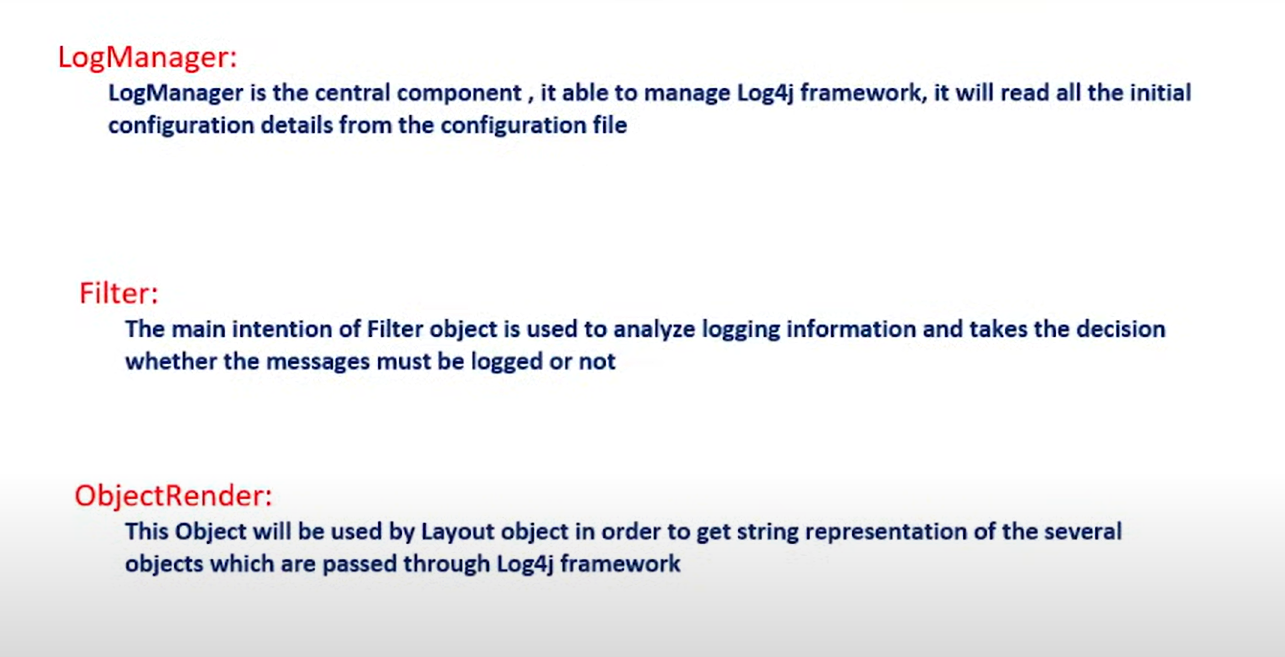 LogManager:
LogManager is the central component , it able to manage Log4j framework, it will read all the initial
configuration details from the configuration file
Filter:
The main intention of Filter object is used to analyze logging information and takes the decision
whether the messages must be logged or not
ObjectRender:
This Object will be used by Layout object in order to get string representation of the several
objects which are passed through Log4j framework